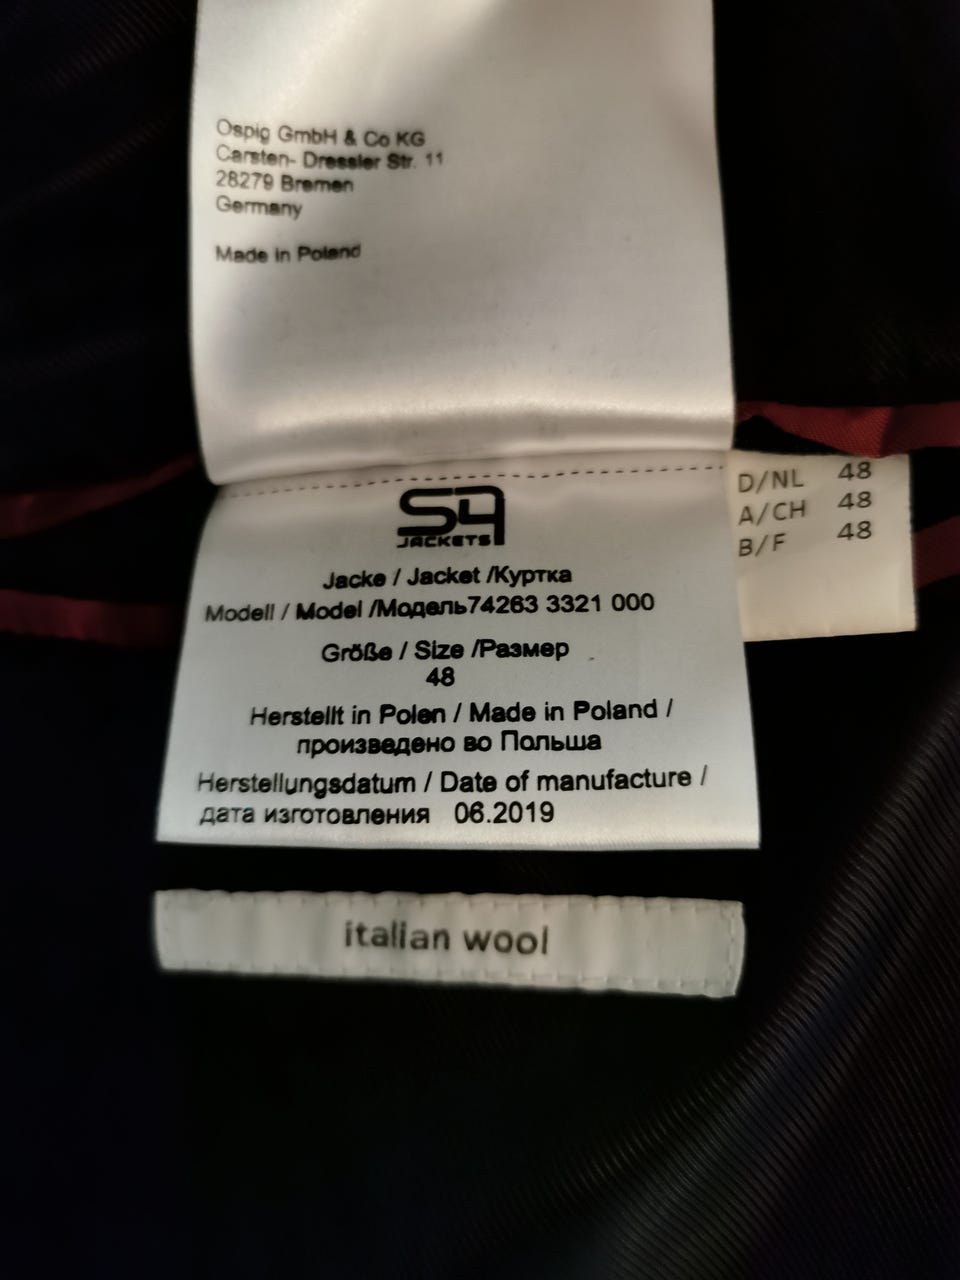 Ospig GmbH & Co KG
Carsten- Dressler Str. 11
28279 Bremen
Germany
Made in Poland
S4
JACKETS
D/NL 48
A/CH 48
B/F 48
Jacke / Jacket /Куртка
Modell / Model /Модель74263 3321 000
Größe / Size /Размер
48
Herstellt in Polen / Made in Poland /
произведено во Польша
Herstellungsdatum / Date of manufacture /
дата изготовления 06.2019
italian wool